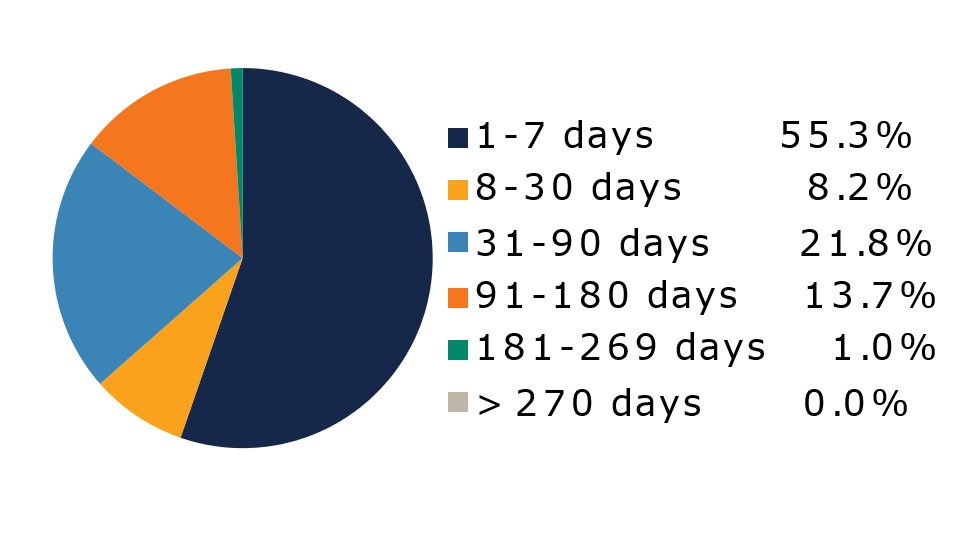 1-7 days 55.3%
8-30 days 8.2%
31-90 days 21.8%
91-180 days 13.7%
181-269 days 1.0%
> 270 days 0.0%